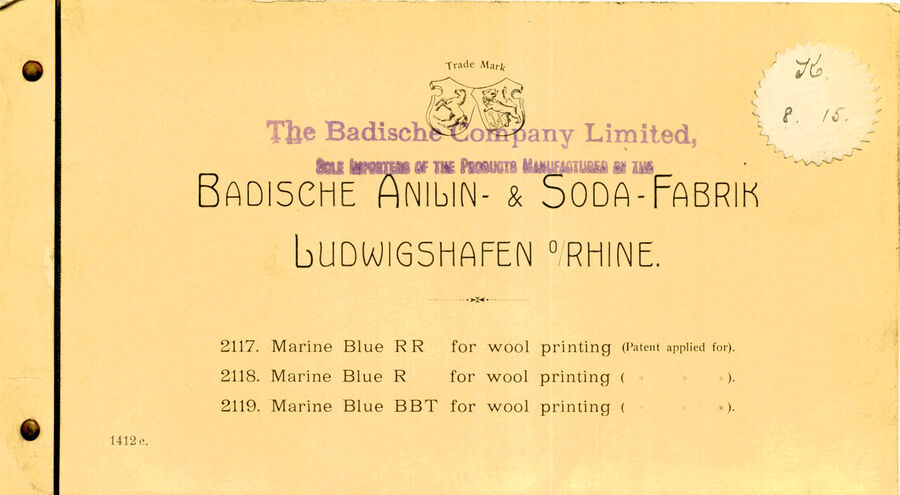 Trade Mark
K.
8. 15.
The Badische Company Limited,
Sole Importers of the Products Manufactured by the
Badische Anilin- & Soda-Fabrik
Ludwigshafen o/Rhine.
2117. Marine Blue RR for wool printing (Patent applied for).
2118. Marine Blue R for wool printing ( " " " ).
2119. Marine Blue BBT for wool printing ( " " " ).
1412 e.